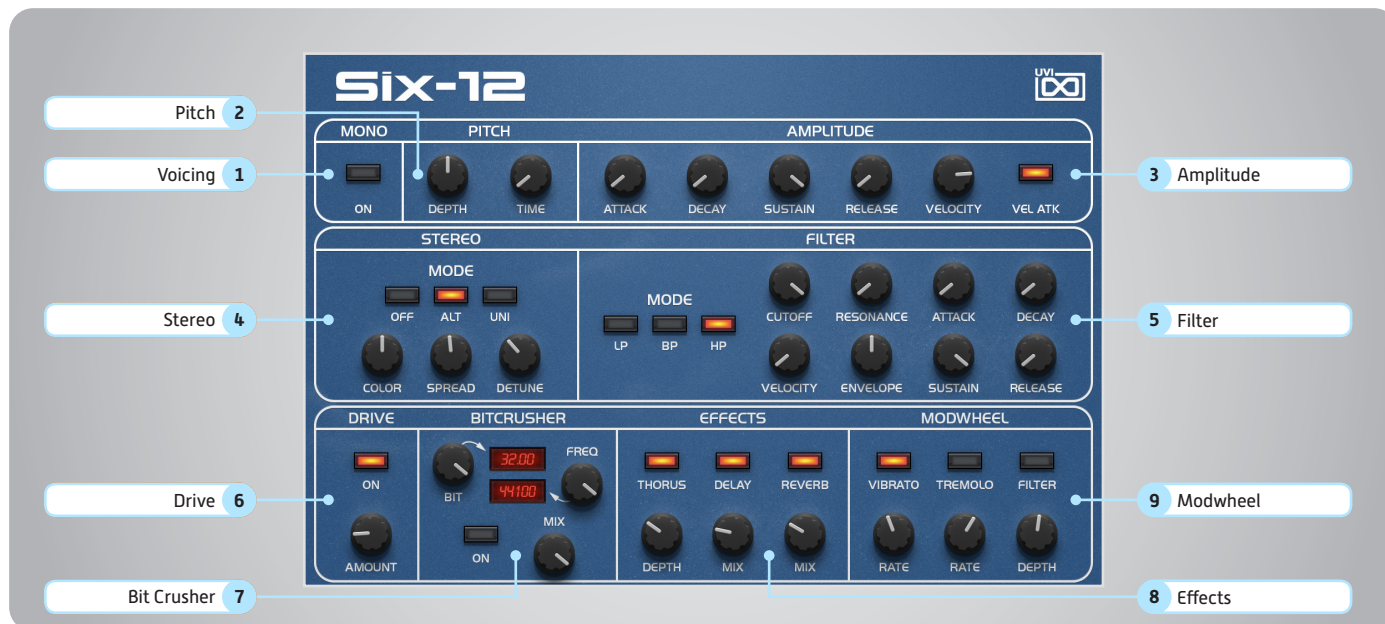 Six-12
UVI
Pitch 2
MONO PITCH AMPLITUDE
Voicing 1
3 Amplitude
ON DEPTH TIME ATTACK DECAY SUSTAIN RELEASE VELOCITY VEL ATK
STEREO FILTER
MODE
OFF ALT UNI
MODE
LP BP HP
CUTOFF RESONANCE ATTACK DECAY
Stereo 4
5 Filter
COLOR SPREAD DETUNE
VELOCITY ENVELOPE SUSTAIN RELEASE
DRIVE BITCRUSHER EFFECTS MODWHEEL
ON
32.00
FREQ
BIT
44100
THORUS DELAY REVERB
VIBRATO TREMOLO FILTER
Drive 6
9 Modwheel
MIX
ON
AMOUNT
DEPTH MIX MIX
RATE RATE DEPTH
Bit Crusher 7
8 Effects